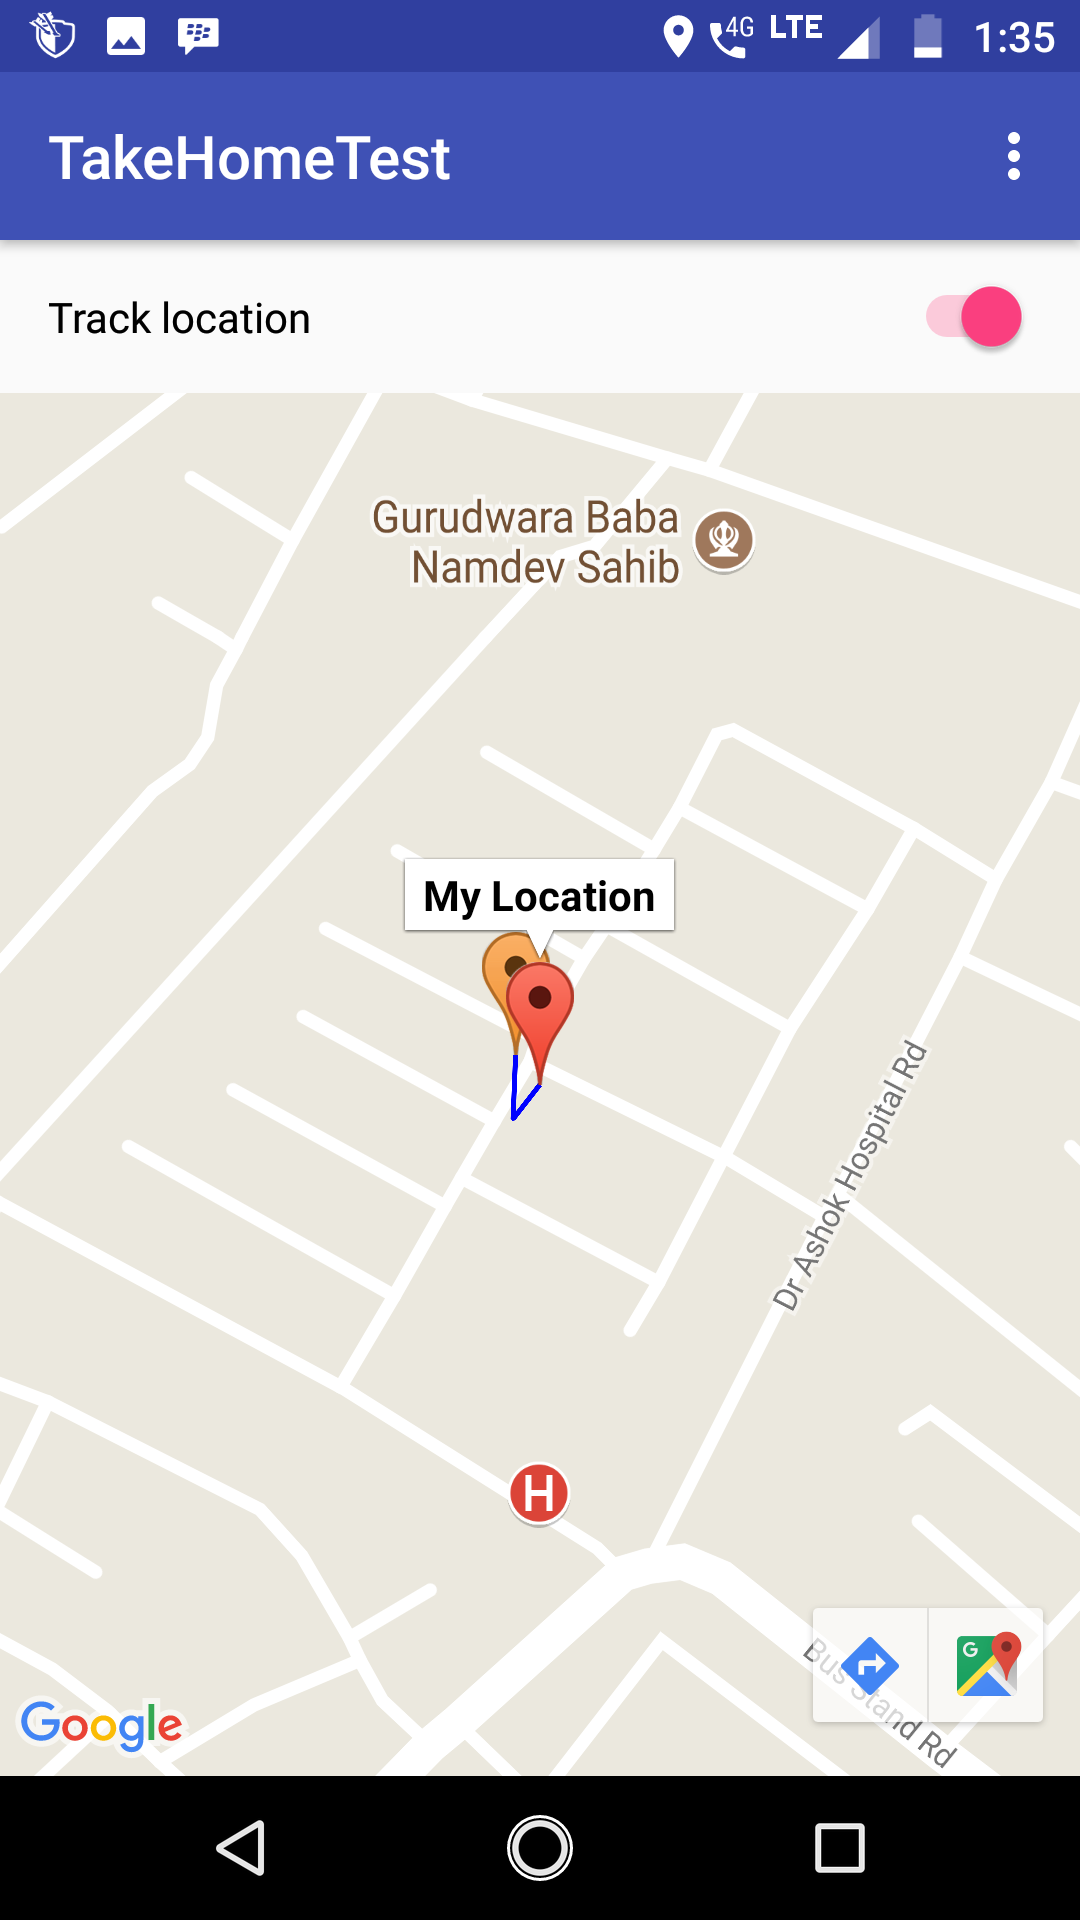 4G LTE 1:35
TakeHomeTest
Track location
Gurudwara Baba
Namdev Sahib
My Location
Dr Ashok Hospital Rd
H
G
Bus Stand Rd
Google